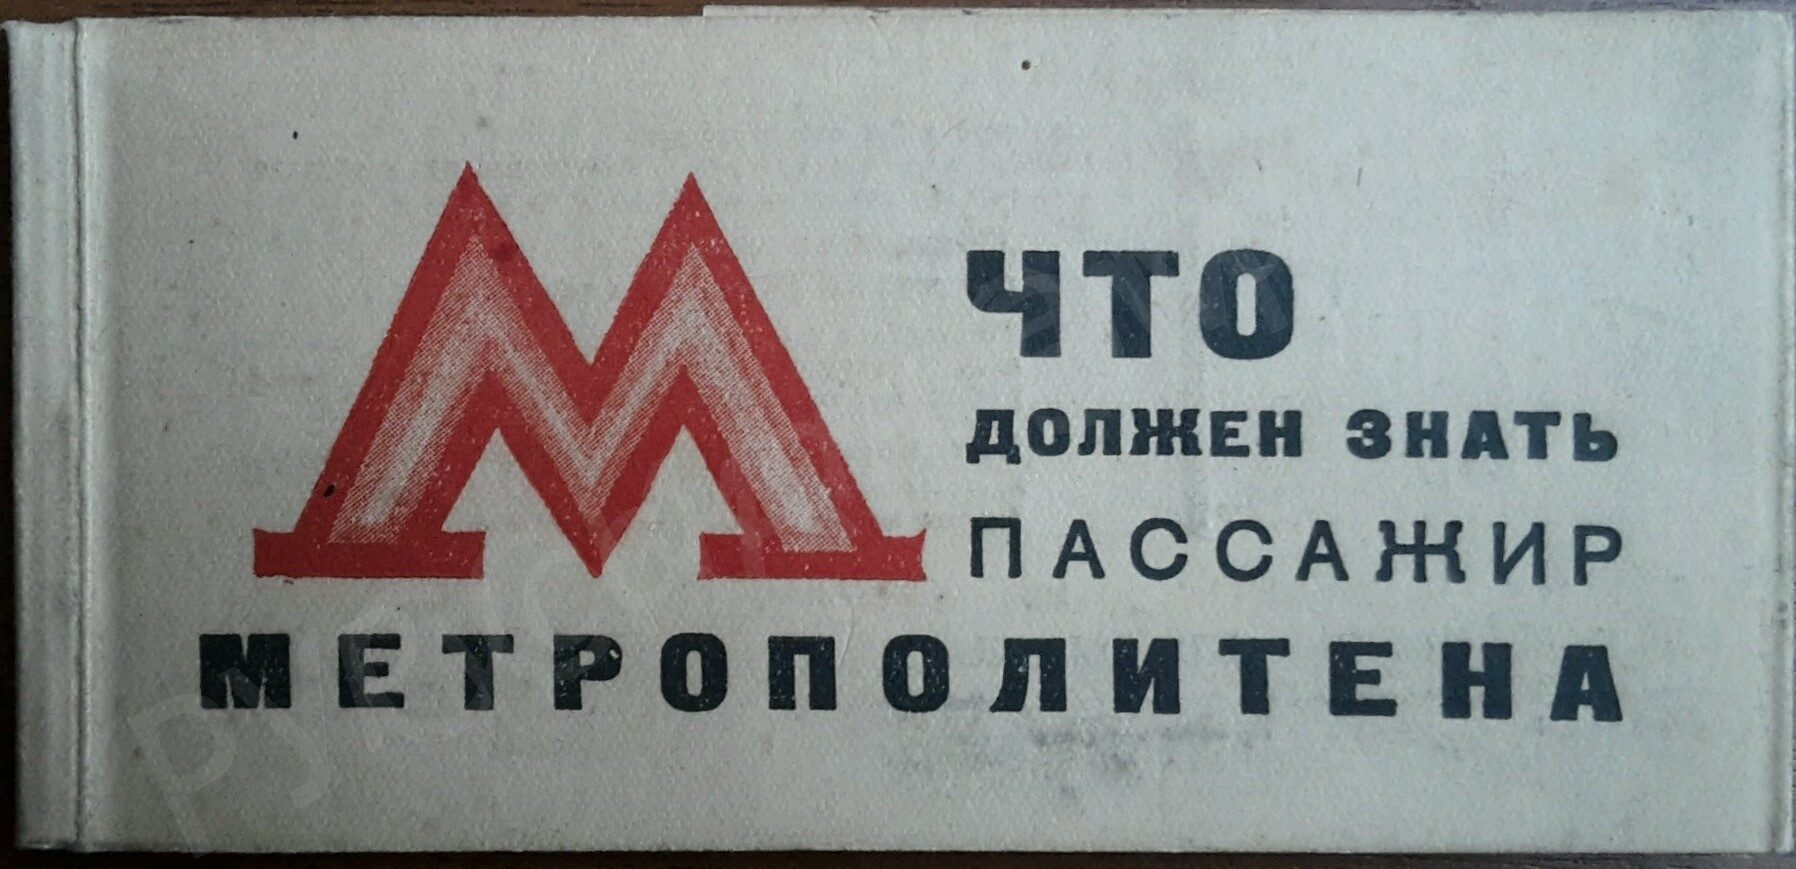 М
ЧТО
ДОЛЖЕН ЗНАТЬ
ПАССАЖИР
МЕТРОПОЛИТЕНА